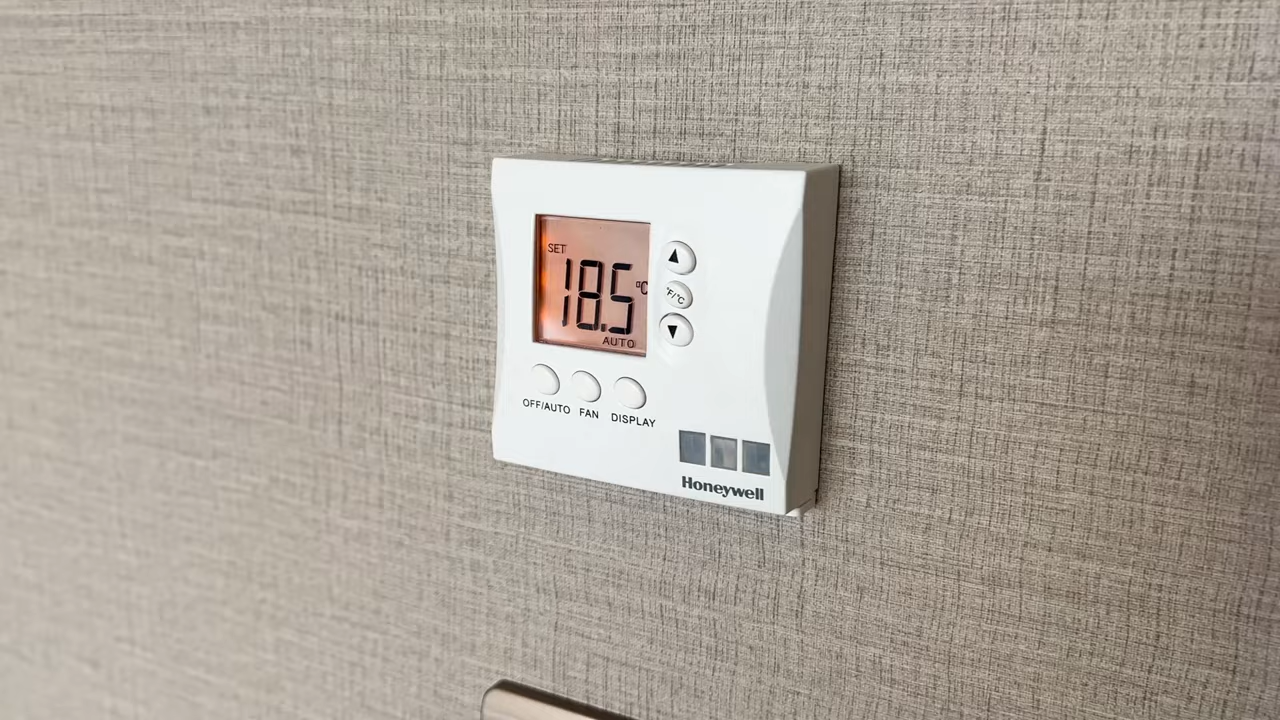 SET
18.5 °C
AUTO
°F/°C
OFF/AUTO FAN DISPLAY
Honeywell